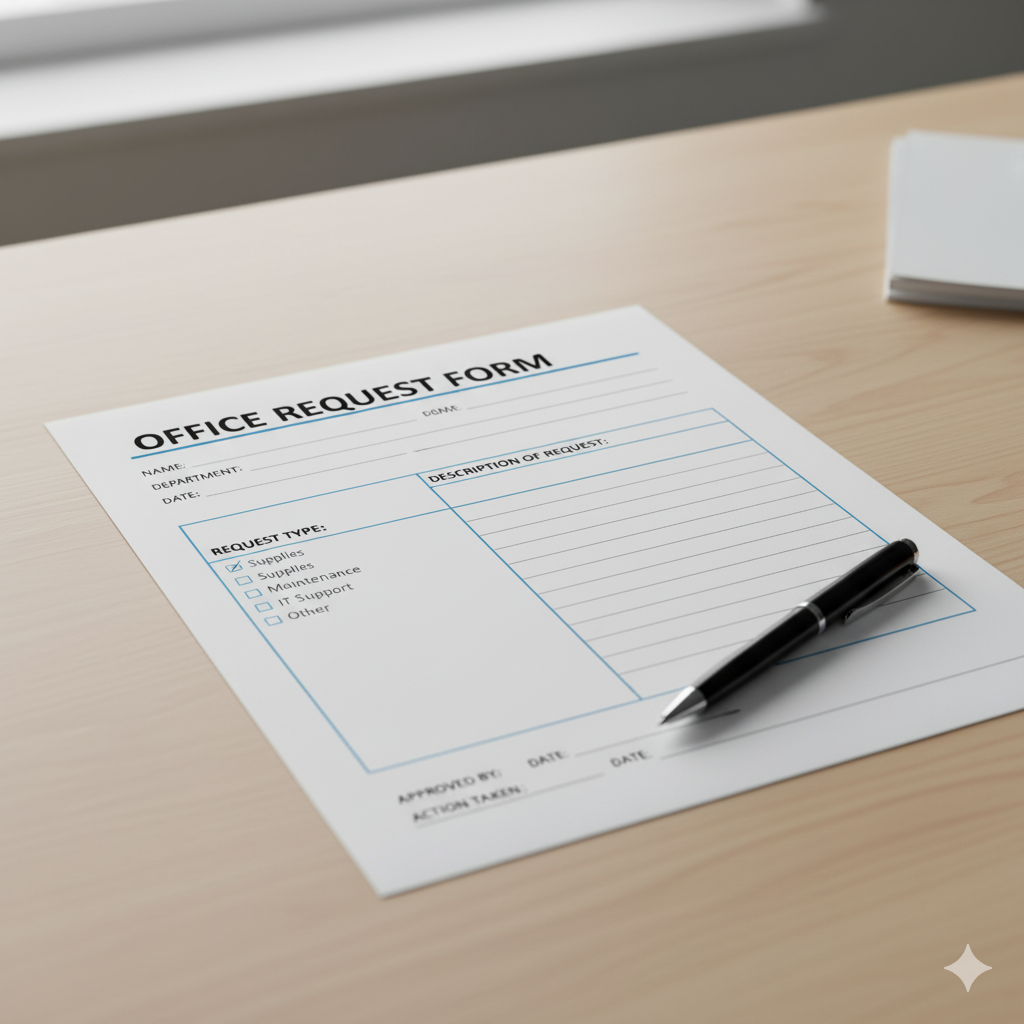 OFFICE REQUEST FORM
NAME:
DEPARTMENT:
DATE:
DESCRIPTION OF REQUEST:
REQUEST TYPE:
Supplies
Supplies
Maintenance
IT Support
Other
APPROVED BY: DATE:
ACTION TAKEN: DATE: